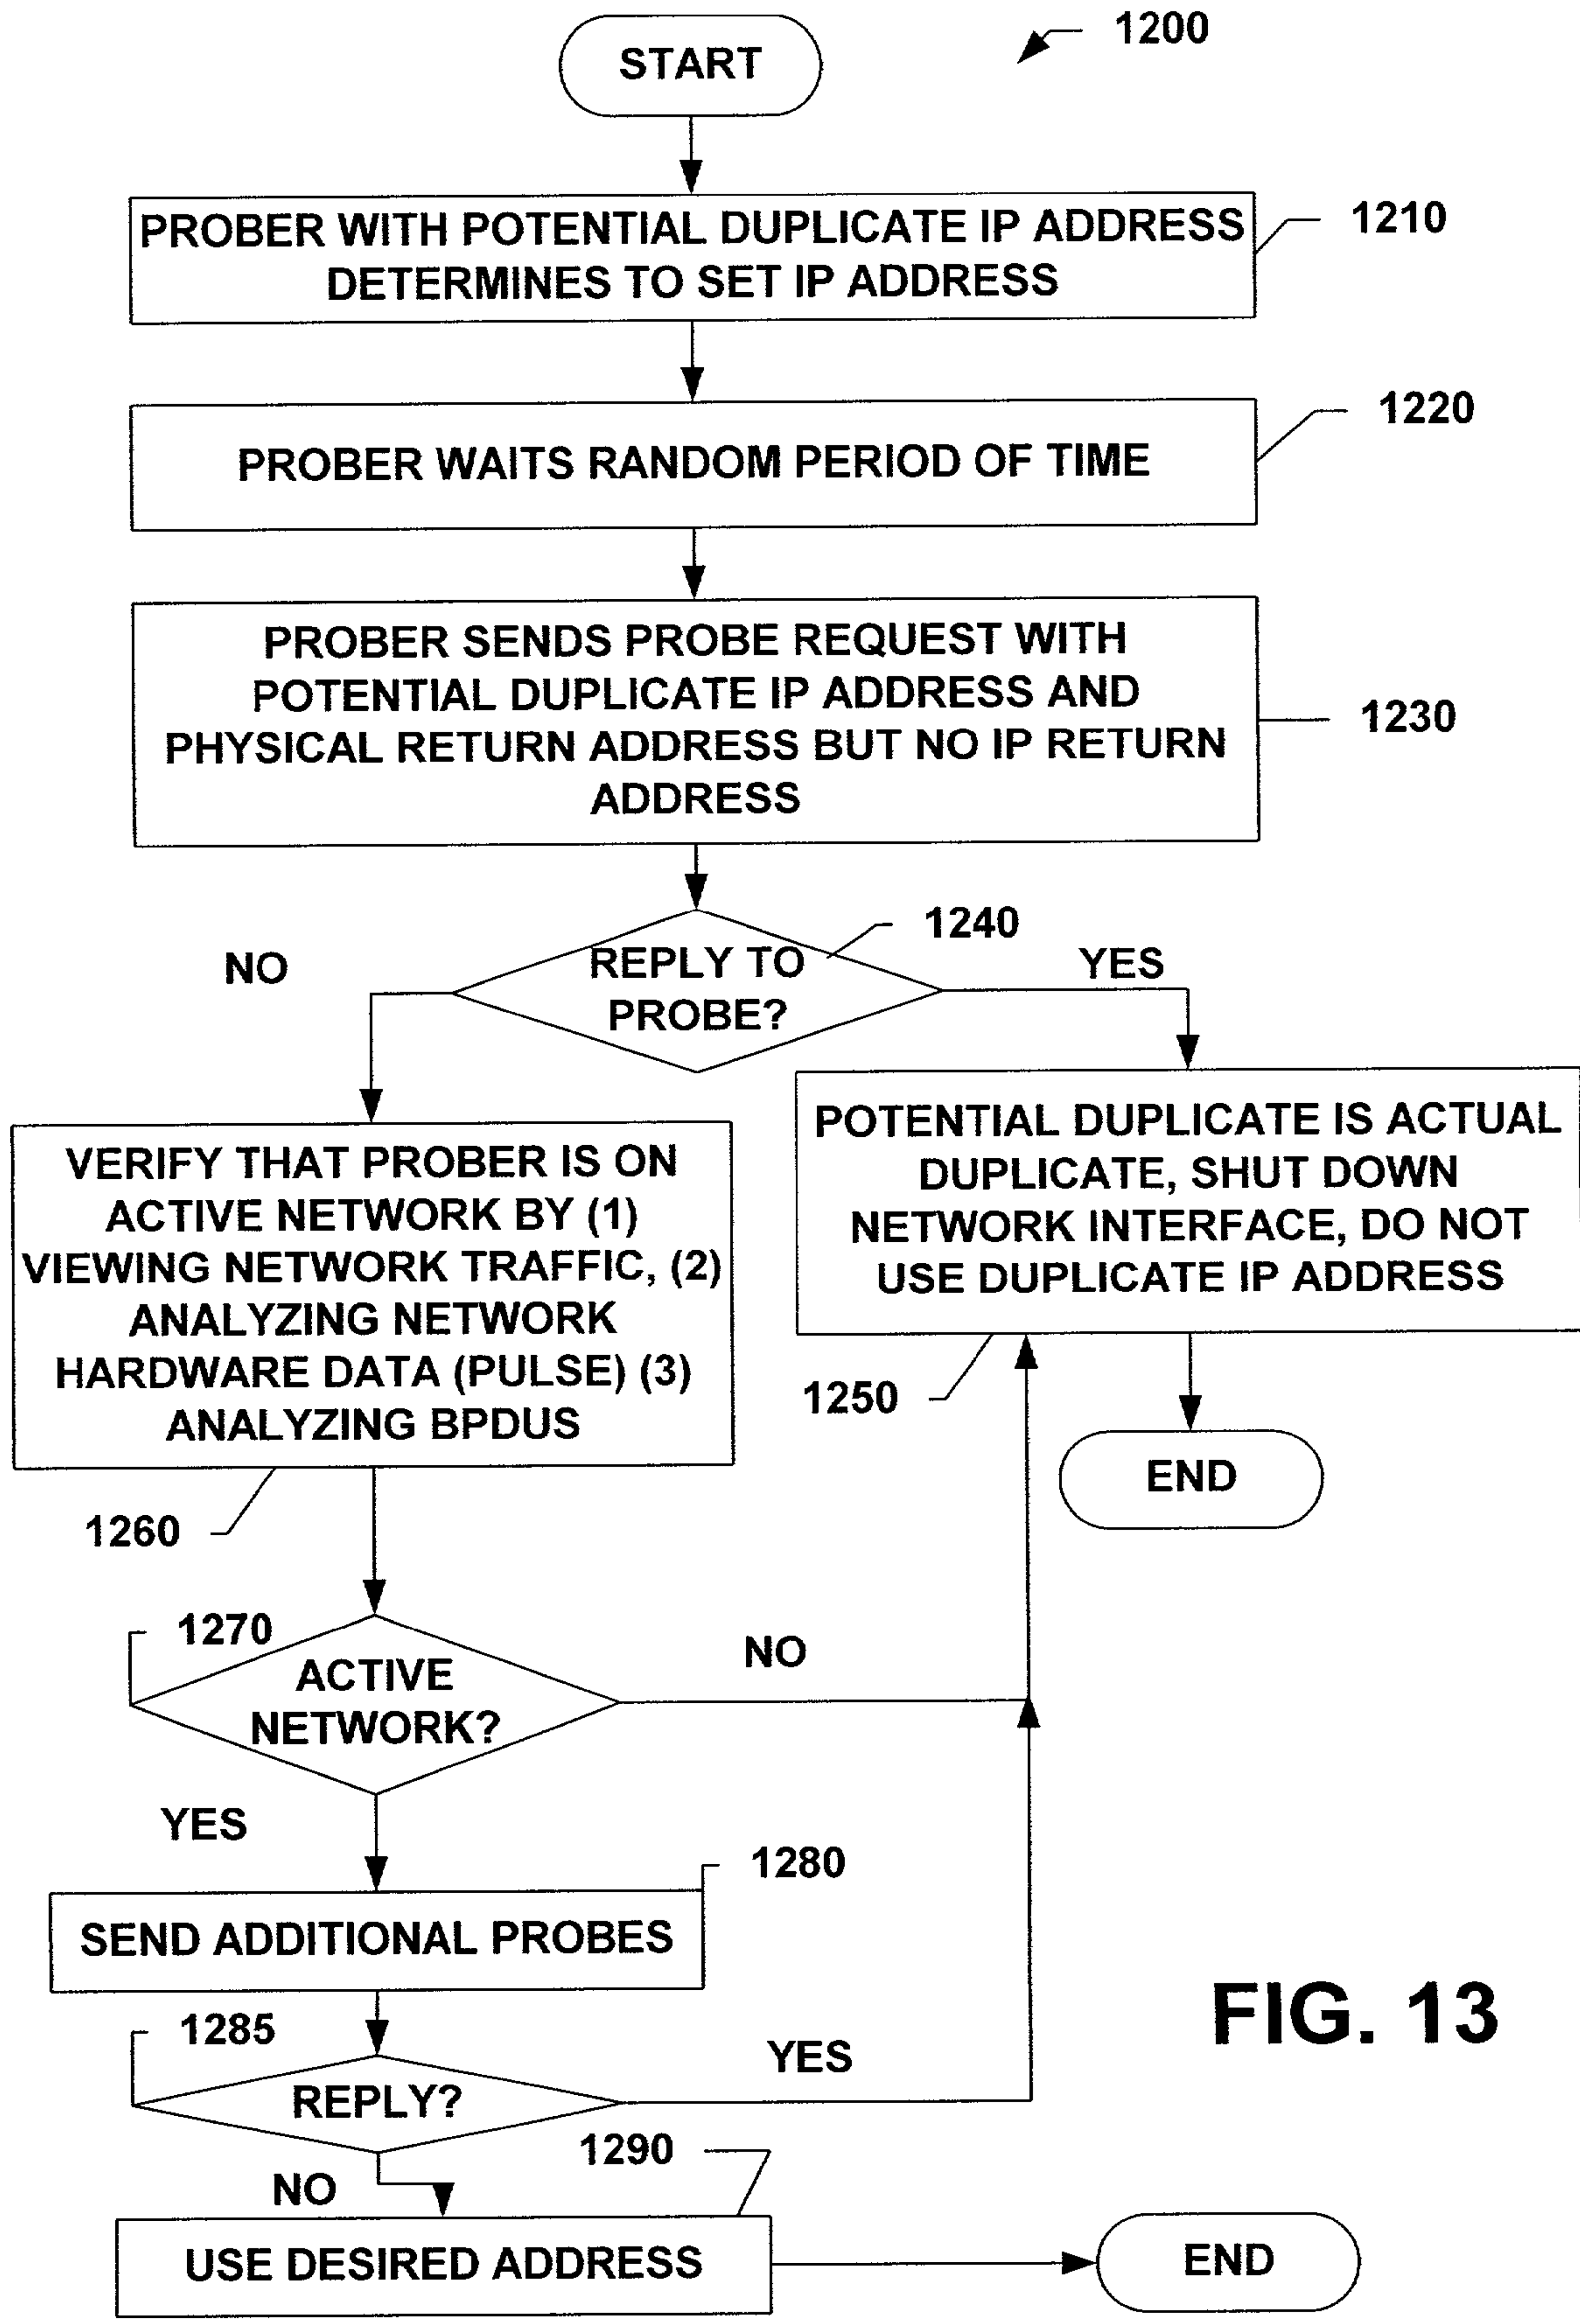 START
1200
PROBER WITH POTENTIAL DUPLICATE IP ADDRESS
DETERMINES TO SET IP ADDRESS
1210
PROBER WAITS RANDOM PERIOD OF TIME
1220
PROBER SENDS PROBE REQUEST WITH
POTENTIAL DUPLICATE IP ADDRESS AND
PHYSICAL RETURN ADDRESS BUT NO IP RETURN
ADDRESS
1230
REPLY TO
PROBE?
1240
NO
YES
VERIFY THAT PROBER IS ON
ACTIVE NETWORK BY (1)
VIEWING NETWORK TRAFFIC, (2)
ANALYZING NETWORK
HARDWARE DATA (PULSE) (3)
ANALYZING BPDUS
1260
POTENTIAL DUPLICATE IS ACTUAL
DUPLICATE, SHUT DOWN
NETWORK INTERFACE, DO NOT
USE DUPLICATE IP ADDRESS
1250
END
1270
ACTIVE
NETWORK?
NO
YES
1280
SEND ADDITIONAL PROBES
1285
REPLY?
YES
NO
1290
USE DESIRED ADDRESS
END
FIG. 13